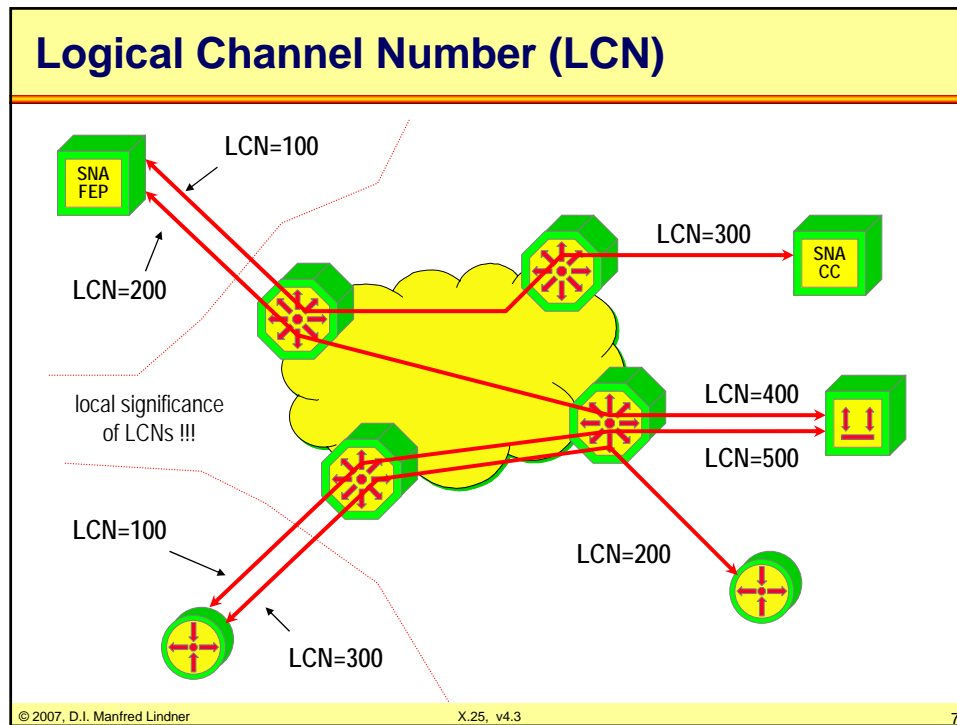 Logical Channel Number (LCN)
LCN=100
SNA
FEP
LCN=200
LCN=300
SNA
CC
local significance
of LCNs !!!
LCN=400
LCN=500
LCN=100
LCN=200
LCN=300
© 2007, D.I. Manfred Lindner
X.25, v4.3
7